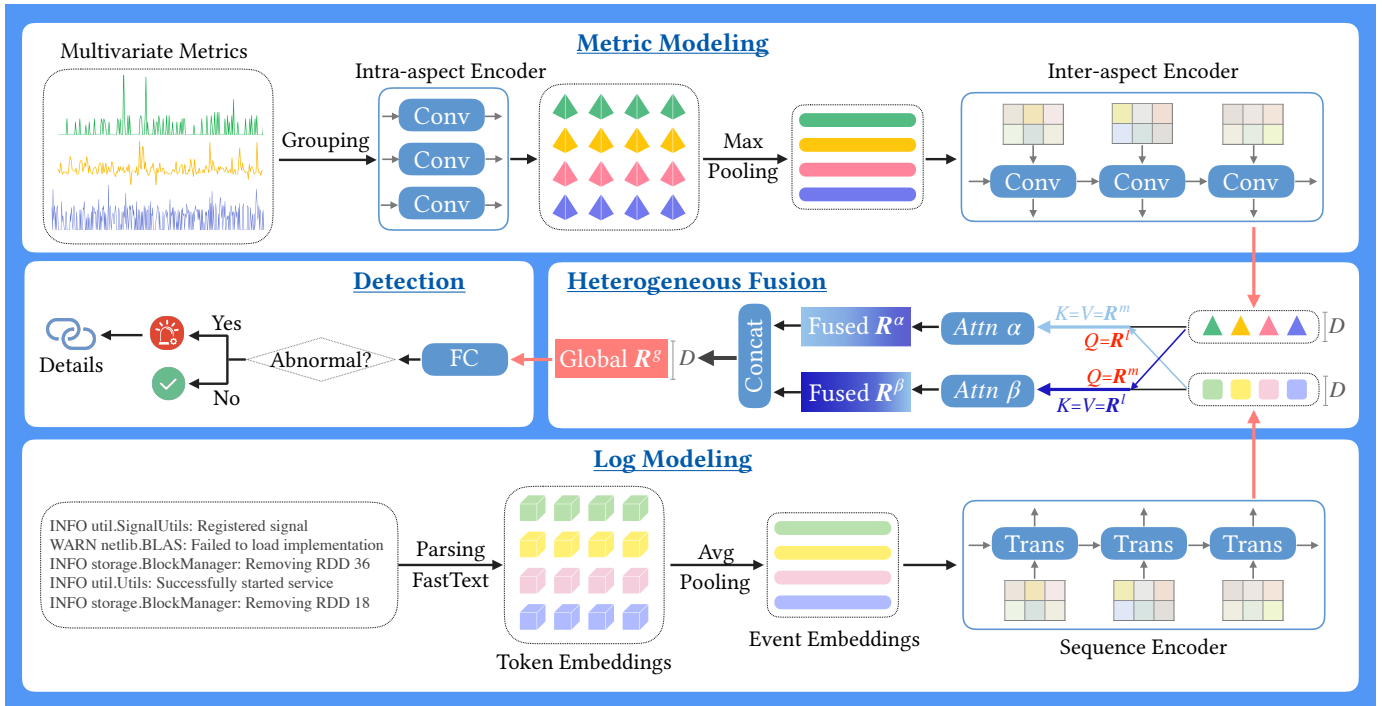 Metric Modeling
Multivariate Metrics
Grouping
Intra-aspect Encoder
Conv
Conv
Conv
Max
Pooling
Inter-aspect Encoder
Conv
Conv
Conv
Detection
Yes
No
Details
Abnormal?
FC
Heterogeneous Fusion
Global R^g
D
Concat
Fused R^α
Attn α
K=V=R^m
Q=R^l
D
Fused R^β
Attn β
Q=R^m
K=V=R^l
D
Log Modeling
INFO util.SignalUtils: Registered signal
WARN netlib.BLAS: Failed to load implementation
INFO storage.BlockManager: Removing RDD 36
INFO util.Utils: Successfully started service
INFO storage.BlockManager: Removing RDD 18
Parsing
FastText
Token Embeddings
Avg
Pooling
Event Embeddings
Trans
Trans
Trans
Sequence Encoder